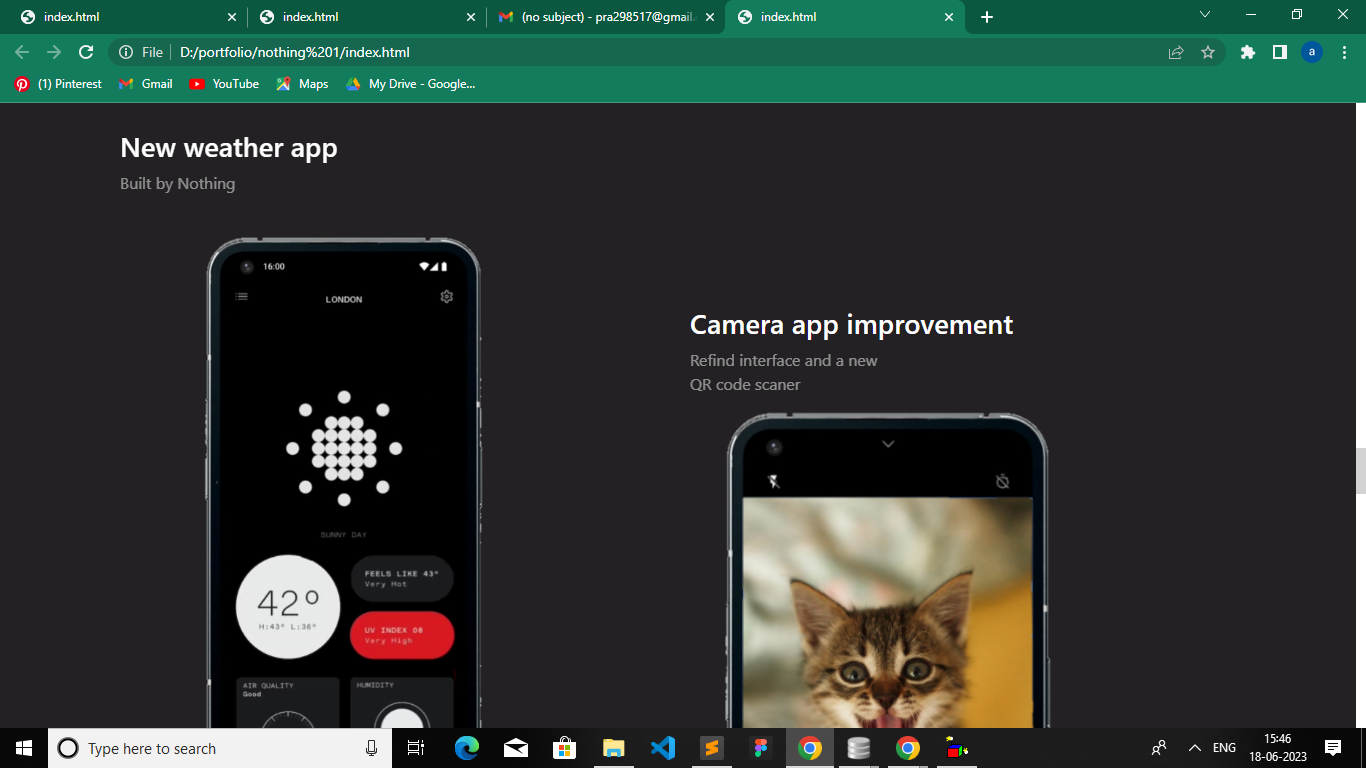 index.html
index.html
(no subject) - pra298517@gmail.
index.html
File
D:/portfolio/nothing%201/index.html
a
(1) Pinterest
Gmail
YouTube
Maps
My Drive - Google...
New weather app
Built by Nothing
16:00
LONDON
SUNNY DAY
42º
H:43° L:36°
FEELS LIKE 43°
Very Hot
UV INDEX 08
Very High
AIR QUALITY
Good
HUMIDITY
Camera app improvement
Refind interface and a new
QR code scaner
Type here to search
ENG
15:46
18-06-2023